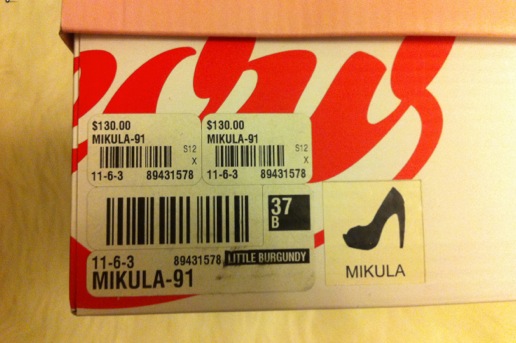 $130.00
MIKULA-91
S12
X
11-6-3 89431578
$130.00
MIKULA-91
S12
X
11-6-3 89431578
37
B
11-6-3 89431578 LITTLE BURGUNDY
MIKULA-91
MIKULA